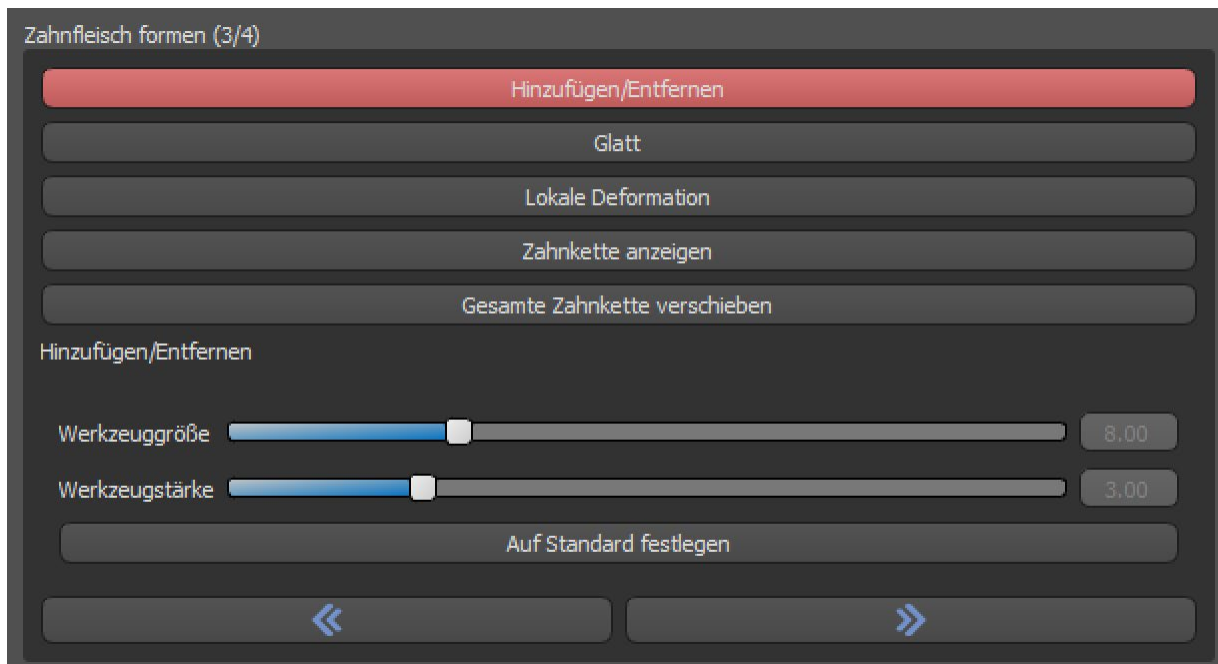 Zahnfleisch formen (3/4)
Hinzufügen/Entfernen
Glatt
Lokale Deformation
Zahnkette anzeigen
Gesamte Zahnkette verschieben
Hinzufügen/Entfernen
Werkzeuggröße 8.00
Werkzeugstärke 3.00
Auf Standard festlegen